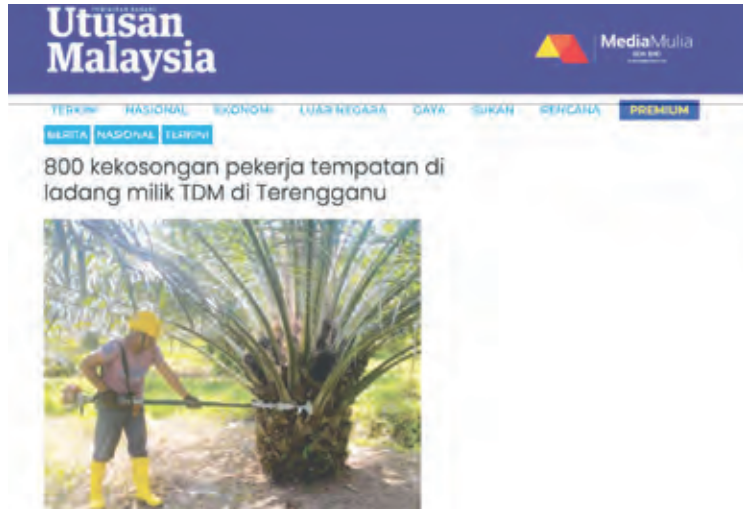 Utusan
Malaysia
MediaMulia
TERKINI NASIONAL EKONOMI LUAR NEGARA GAYA SUKAN RENCANA PREMIUM
BERITA NASIONAL TERKINI
800 kekosongan pekerja tempatan di
ladang milik TDM di Terengganu